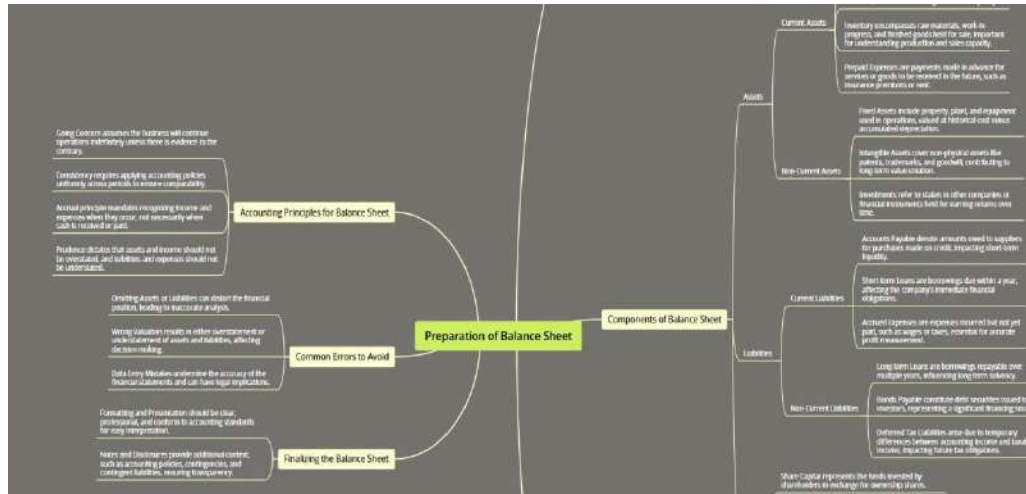 Current Assets
Inventory encompasses raw materials, work-in-
progress, and finished goods held for sale, important
for understanding production and sales capacity.
Prepaid Expenses are payments made in advance for
services or goods to be received in the future, such as
insurance premiums or rent.
Assets
Fixed Assets include property, plant, and equipment
used in operations, valued at historical cost minus
accumulated depreciation.
Non-Current Assets
Intangible Assets cover non-physical assets like
patents, trademarks, and goodwill, contributing to
long-term value creation.
Investments refer to stakes in other companies or
financial instruments held for earning returns over
time.
Going Concern assumes the business will continue
operations indefinitely unless there is evidence to the
contrary.
Consistency requires applying accounting policies
uniformly across periods to ensure comparability.
Accounting Principles for Balance Sheet
Accrual principle mandates recognizing income and
expenses when they occur, not necessarily when
cash is received or paid.
Prudence dictates that assets and income should not
be overstated, and liabilities and expenses should not
be understated.
Omitting Assets or Liabilities can distort the financial
position, leading to inaccurate analysis.
Wrong Valuation results in either overstatement or
understatement of assets and liabilities, affecting
decision-making.
Common Errors to Avoid
Data Entry Mistakes undermine the accuracy of the
financial statements and can have legal implications.
Formatting and Presentation should be clear,
professional, and conform to accounting standards
for easy interpretation.
Finalizing the Balance Sheet
Notes and Disclosures provide additional context,
such as accounting policies, contingencies, and
contingent liabilities, ensuring transparency.
Preparation of Balance Sheet
Components of Balance Sheet
Accounts Payable denote amounts owed to suppliers
for purchases made on credit, impacting short-term
liquidity.
Current Liabilities
Short-term Loans are borrowings due within a year,
affecting the company's immediate financial
obligations.
Accrued Expenses are expenses incurred but not yet
paid, such as wages or taxes, essential for accurate
profit measurement.
Liabilities
Long-term Loans are borrowings repayable over
multiple years, influencing long-term solvency.
Non-Current Liabilities
Bonds Payable constitute debt securities issued
investors, representing a significant financing
Deferred Tax Liabilities arise due to temporary
differences between accounting income and
income, impacting future tax obligations.
Share Capital represents the funds invested by
shareholders in exchange for ownership shares.